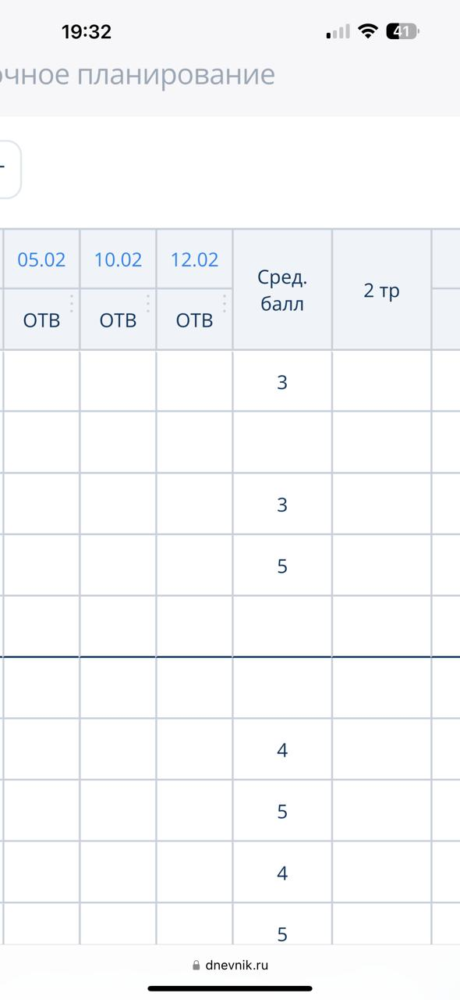 19:32
41
очное планирование
05.02 10.02 12.02
Сред. балл
2 тр
ОТВ ОТВ ОТВ
3
3
5
4
5
4
5
dnevnik.ru